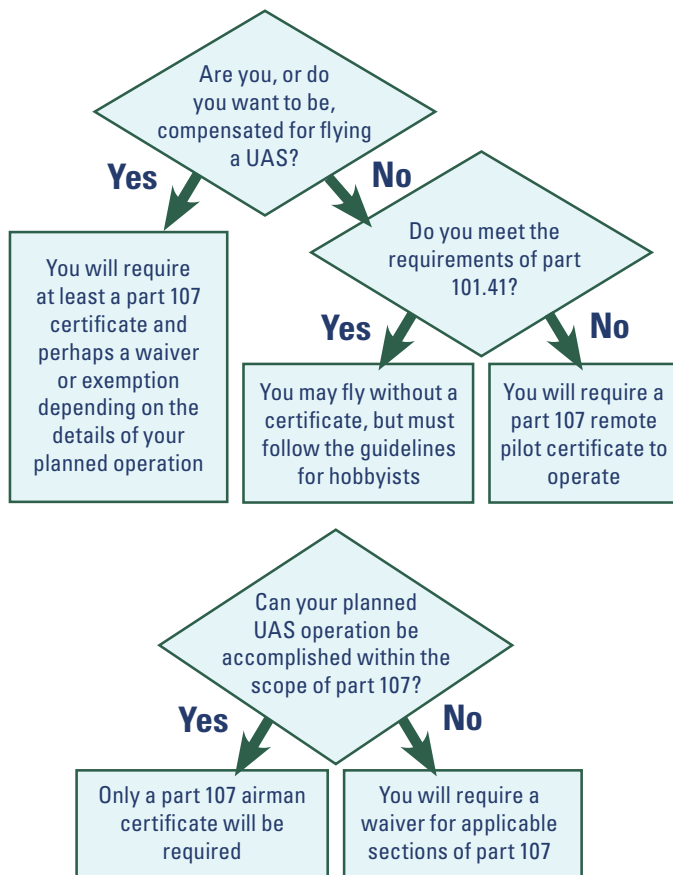 Are you, or do
you want to be,
compensated for flying
a UAS?
Yes
No
You will require
at least a part 107
certificate and
perhaps a waiver
or exemption
depending on the
details of your
planned operation
Do you meet the
requirements of part
101.41?
Yes
No
You may fly without a
certificate, but must
follow the guidelines
for hobbyists
You will require a
part 107 remote
pilot certificate to
operate
Can your planned
UAS operation be
accomplished within the
scope of part 107?
Yes
No
Only a part 107 airman
certificate will be
required
You will require a
waiver for applicable
sections of part 107